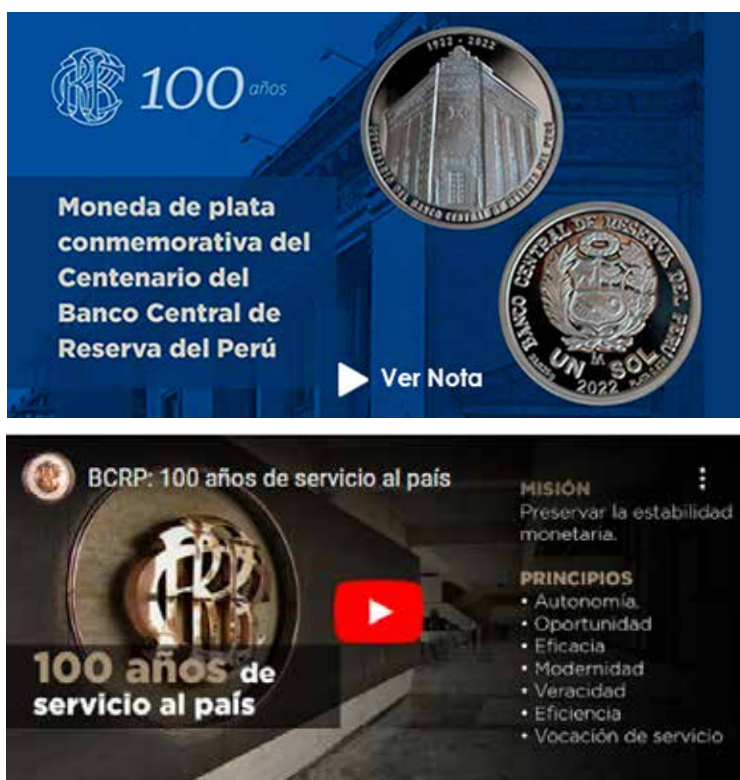 100 años
Moneda de plata
conmemorativa del
Centenario del
Banco Central de
Reserva del Perú
Ver Nota
1922 - 2022
BANCO CENTRAL DE RESERVA DEL PERÚ
UN SOL
2022
BCRP: 100 años de servicio al país
100 años de
servicio al país
MISIÓN
Preservar la estabilidad
monetaria.
PRINCIPIOS
• Autonomía.
• Oportunidad
• Eficacia
• Modernidad
• Veracidad
• Eficiencia
• Vocación de servicio